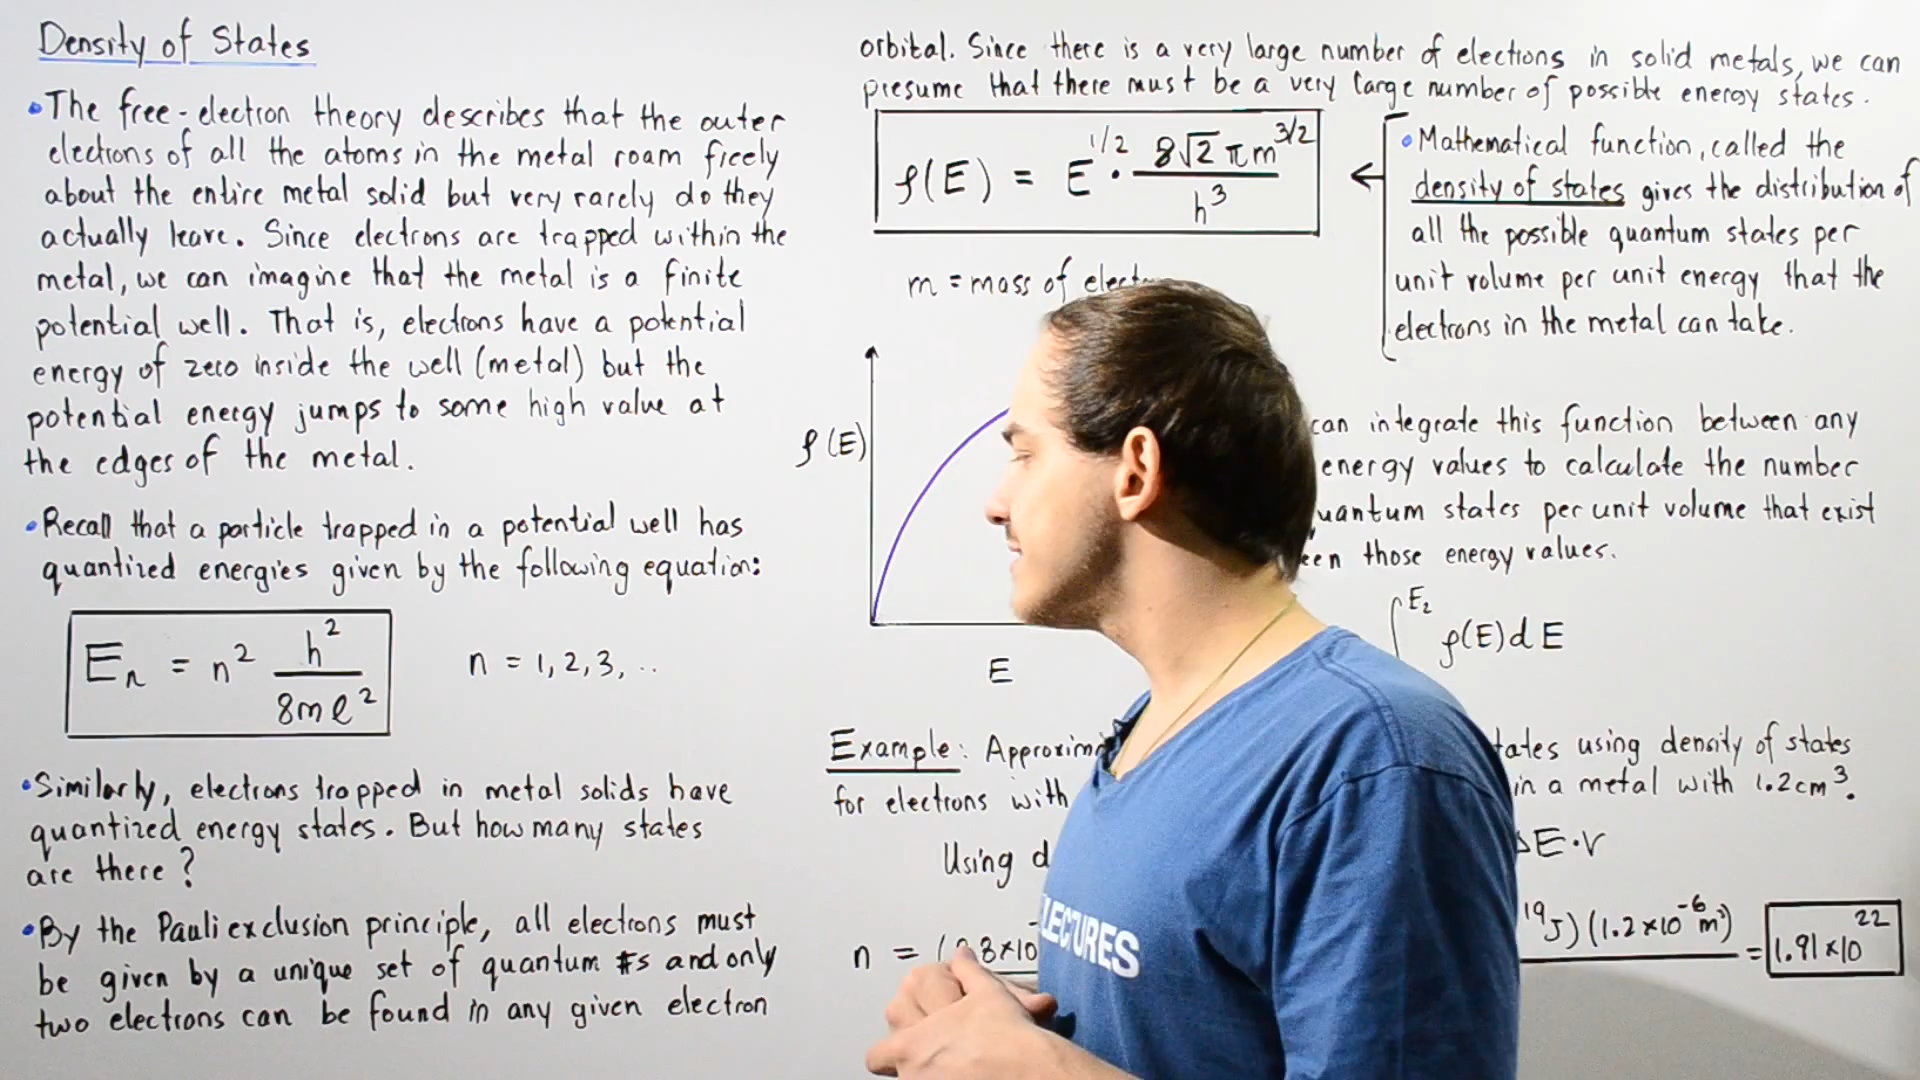 Density of States
• The free-electron theory describes that the outer
electrons of all the atoms in the metal roam freely
about the entire metal solid but very rarely do they
actually leave. Since electrons are trapped within the
metal, we can imagine that the metal is a finite
potential well. That is, electrons have a potential
energy of zero inside the well (metal) but the
potential energy jumps to some high value at
the edges of the metal.
• Recall that a particle trapped in a potential well has
quantized energies given by the following equation:
Eₙ = n² h² / 8mℓ²   n = 1, 2, 3, ..
• Similarly, electrons trapped in metal solids have
quantized energy states. But how many states
are there?
• By the Pauli exclusion principle, all electrons must
be given by a unique set of quantum #s and only
two electrons can be found in any given electron
orbital. Since there is a very large number of electrons in solid metals, we can
presume that there must be a very large number of possible energy states.
ρ(E) = E^1/2 · 8√2 πm^3/2 / h³
• Mathematical function, called the
density of states gives the distribution of
all the possible quantum states per
unit volume per unit energy that the
electrons in the metal can take.
m = mass of elect
ρ(E)
E
can integrate this function between any
energy values to calculate the number
uantum states per unit volume that exist
een those energy values.
∫ E₂ ρ(E)dE
Example: Approxim
tates using density of states
for electrons with
in a metal with 1.2cm³.
Using d
ΔE·V
n = (
8×10
19 J)(1.2×10⁻⁶ m³) = 1.91×10²²
LECTURES